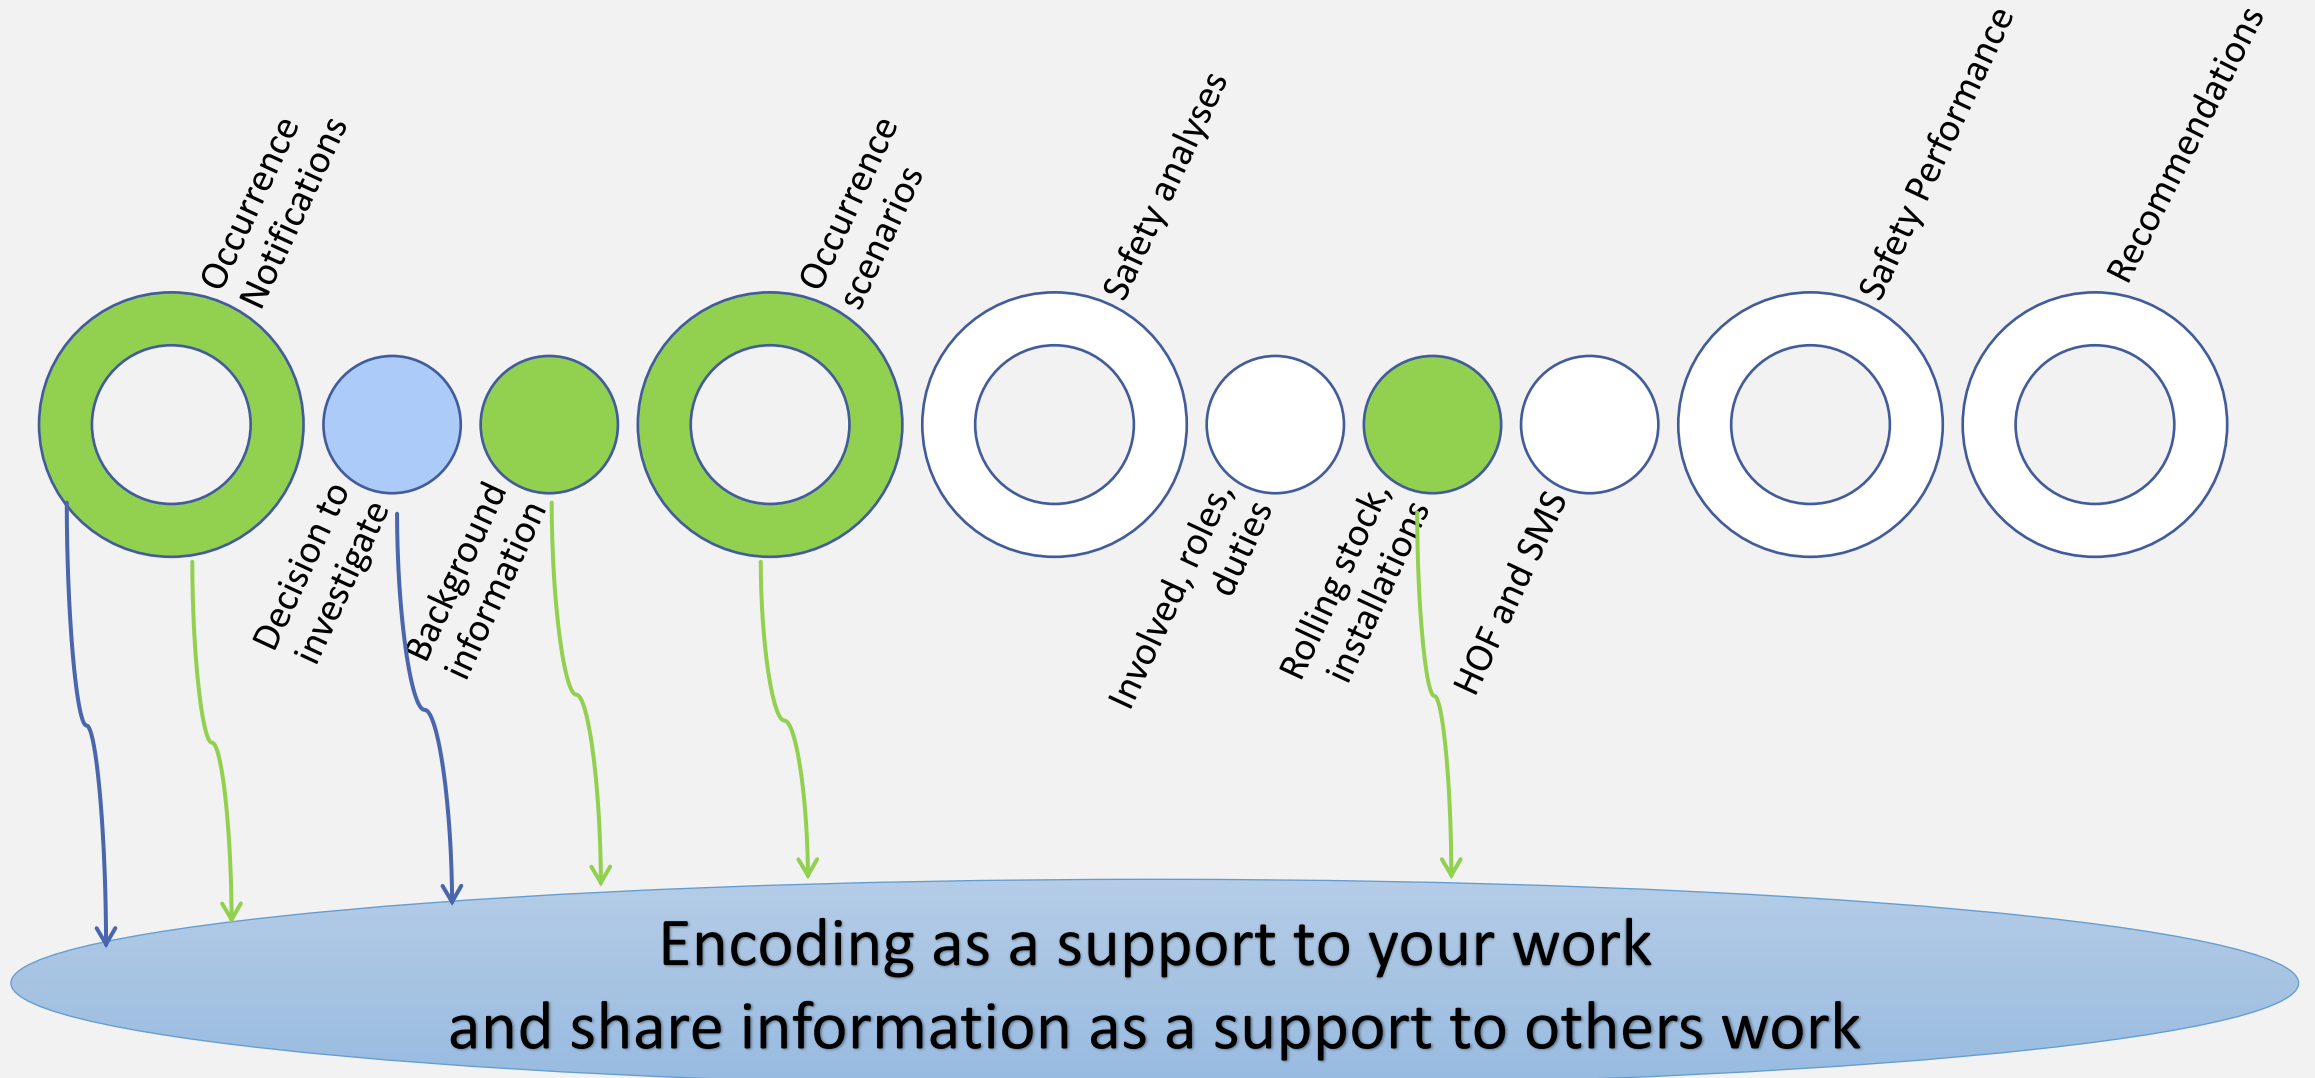 Occurrence
Notifications
Decision to
investigate
Background
information
Occurrence
scenarios
Safety analyses
Involved, roles,
duties
Rolling stock,
installations
HOF and SMS
Safety Performance
Recommendations
Encoding as a support to your work
and share information as a support to others work